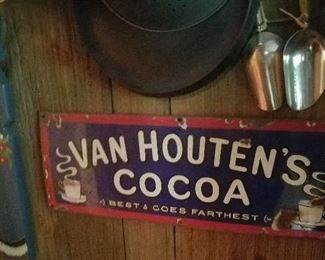 VAN HOUTEN'S
COCOA
BEST & GOES FARTHEST